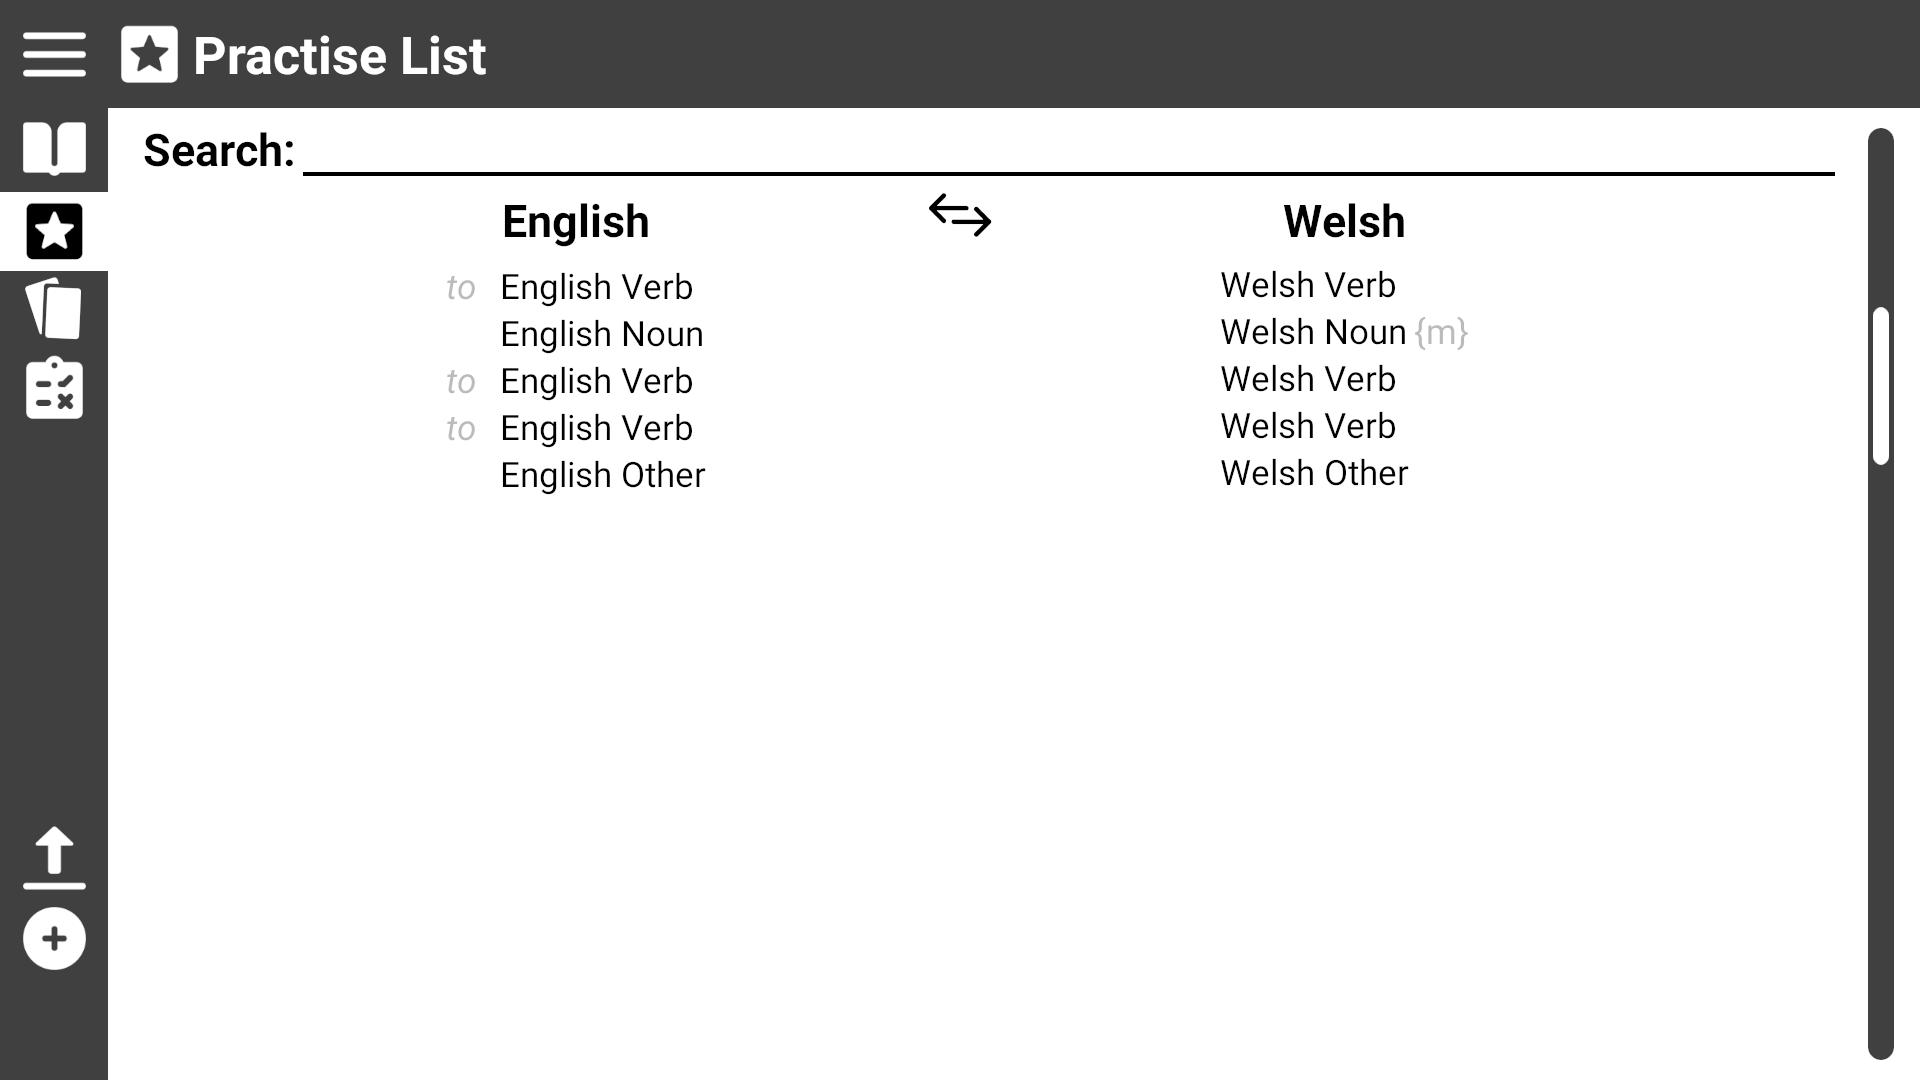 Practise List
Search:
English Welsh
to English Verb Welsh Verb
English Noun Welsh Noun {m}
to English Verb Welsh Verb
to English Verb Welsh Verb
English Other Welsh Other